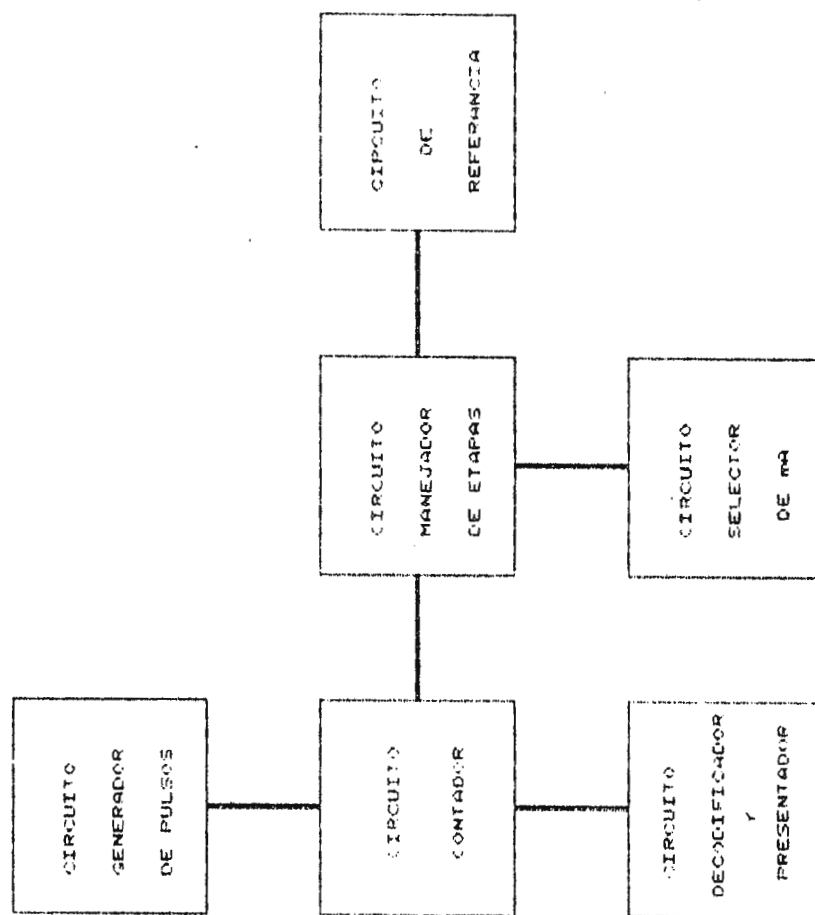 CIRCUITO
GENERADOR
DE PULSOS
CIRCUITO
CONTADOR
CIRCUITO
MANEJADOR
DE ETAPAS
CIRCUITO
DE
REFERANCIA
CIRCUITO
DECODIFICADOR
Y
PRESENTADOR
CIRCUITO
SELECTOR
DE mA